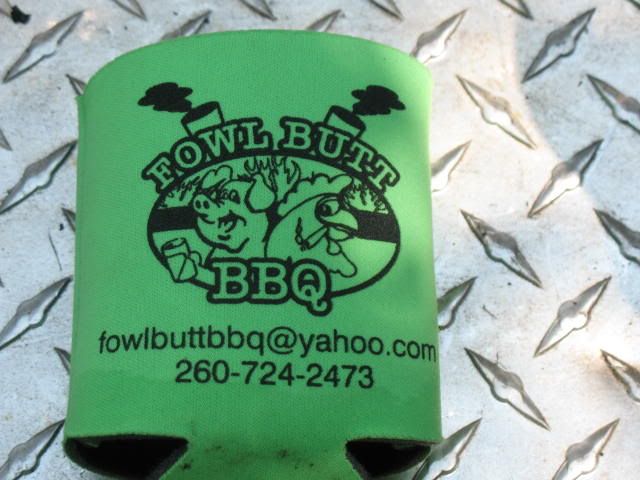 FOWL BUTT
BBQ
fowlbuttbbq@yahoo.com
260-724-2473